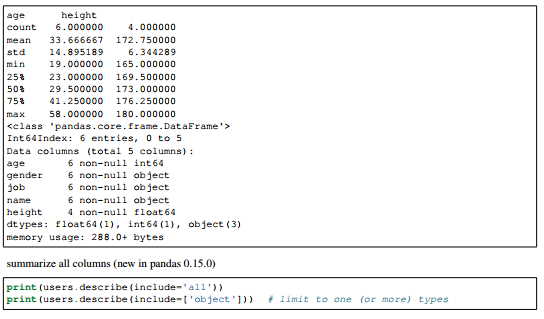 age      height
count   6.000000    4.000000
mean   33.666667  172.750000
std    14.895189    6.344289
min    19.000000  165.000000
25%    23.000000  169.500000
50%    29.500000  173.000000
75%    41.250000  176.250000
max    58.000000  180.000000
<class 'pandas.core.frame.DataFrame'>
Int64Index: 6 entries, 0 to 5
Data columns (total 5 columns):
age       6 non-null int64
gender    6 non-null object
job       6 non-null object
name      6 non-null object
height    4 non-null float64
dtypes: float64(1), int64(1), object(3)
memory usage: 288.0+ bytes
summarize all columns (new in pandas 0.15.0)
print(users.describe(include='all'))
print(users.describe(include=['object']))  # limit to one (or more) types